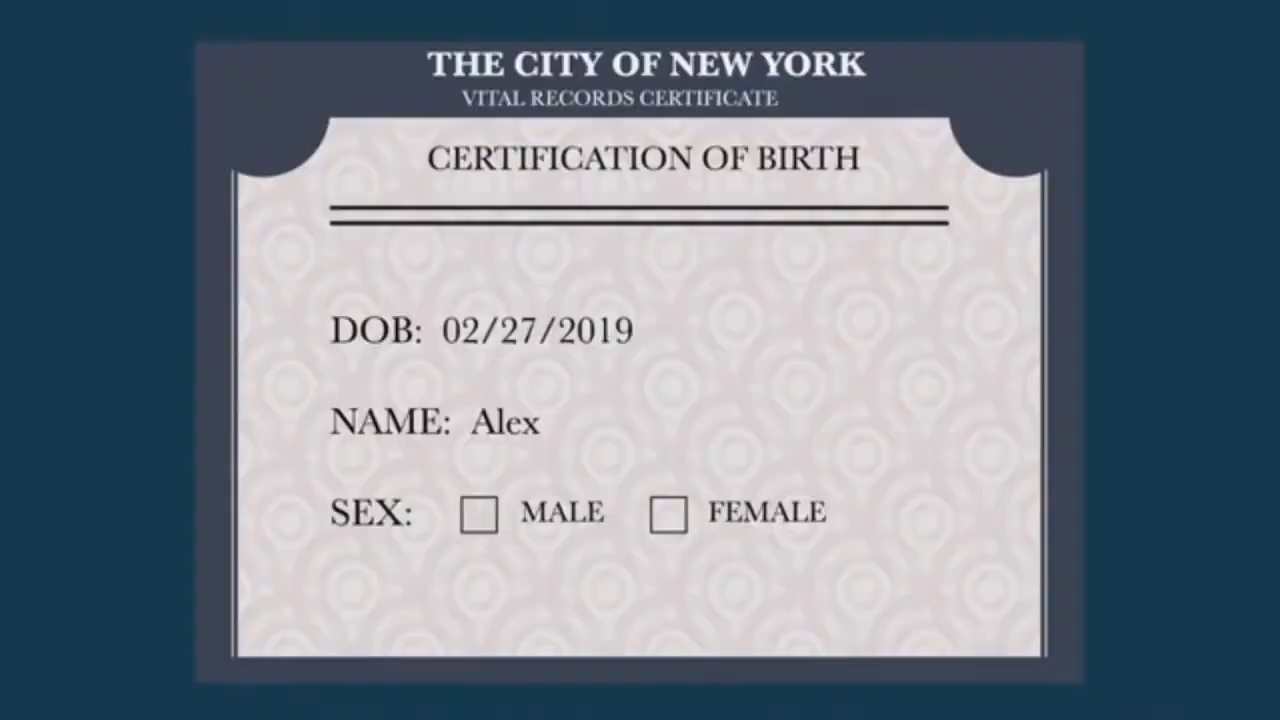 THE CITY OF NEW YORK
VITAL RECORDS CERTIFICATE
CERTIFICATION OF BIRTH
DOB: 02/27/2019
NAME: Alex
SEX: MALE FEMALE